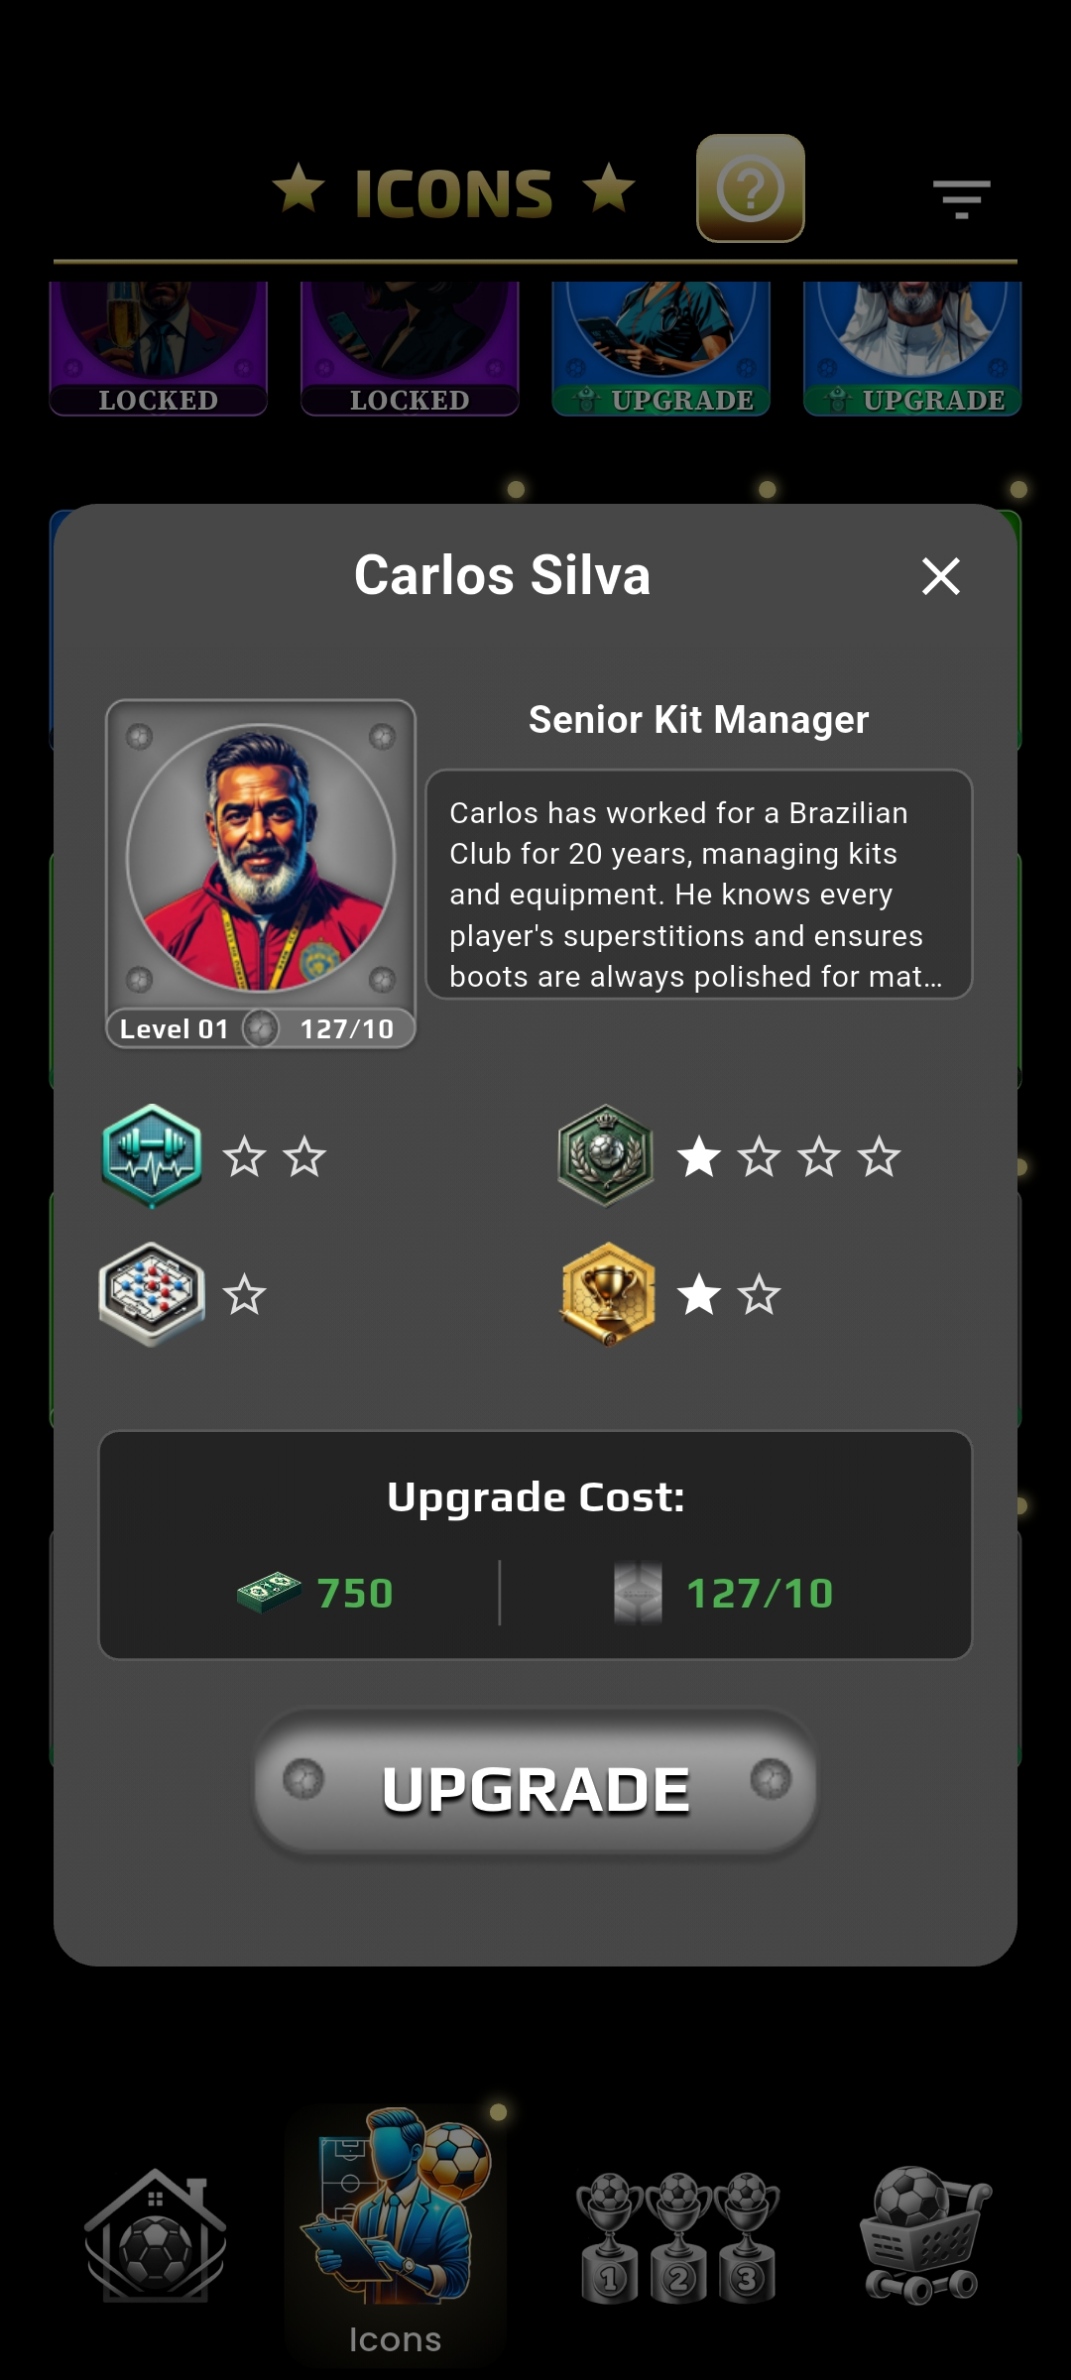 ICONS
LOCKED
LOCKED
UPGRADE
UPGRADE
Carlos Silva
Senior Kit Manager
Carlos has worked for a Brazilian
Club for 20 years, managing kits
and equipment. He knows every
player's superstitions and ensures
boots are always polished for mat...
Level 01
127/10
Upgrade Cost:
750
127/10
UPGRADE
1
2
3
Icons